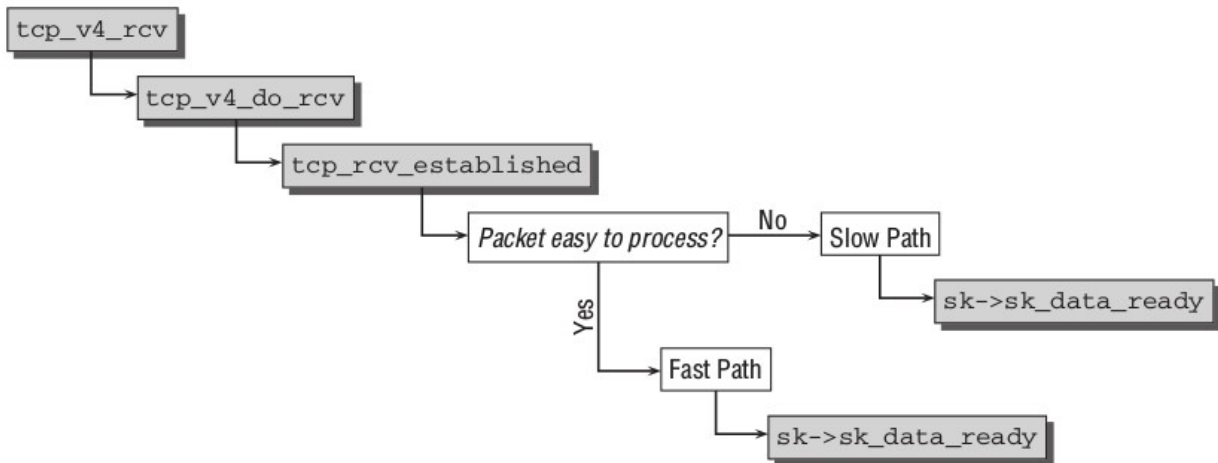 tcp_v4_rcv
tcp_v4_do_rcv
tcp_rcv_established
Packet easy to process?
No
Slow Path
sk->sk_data_ready
Yes
Fast Path
sk->sk_data_ready